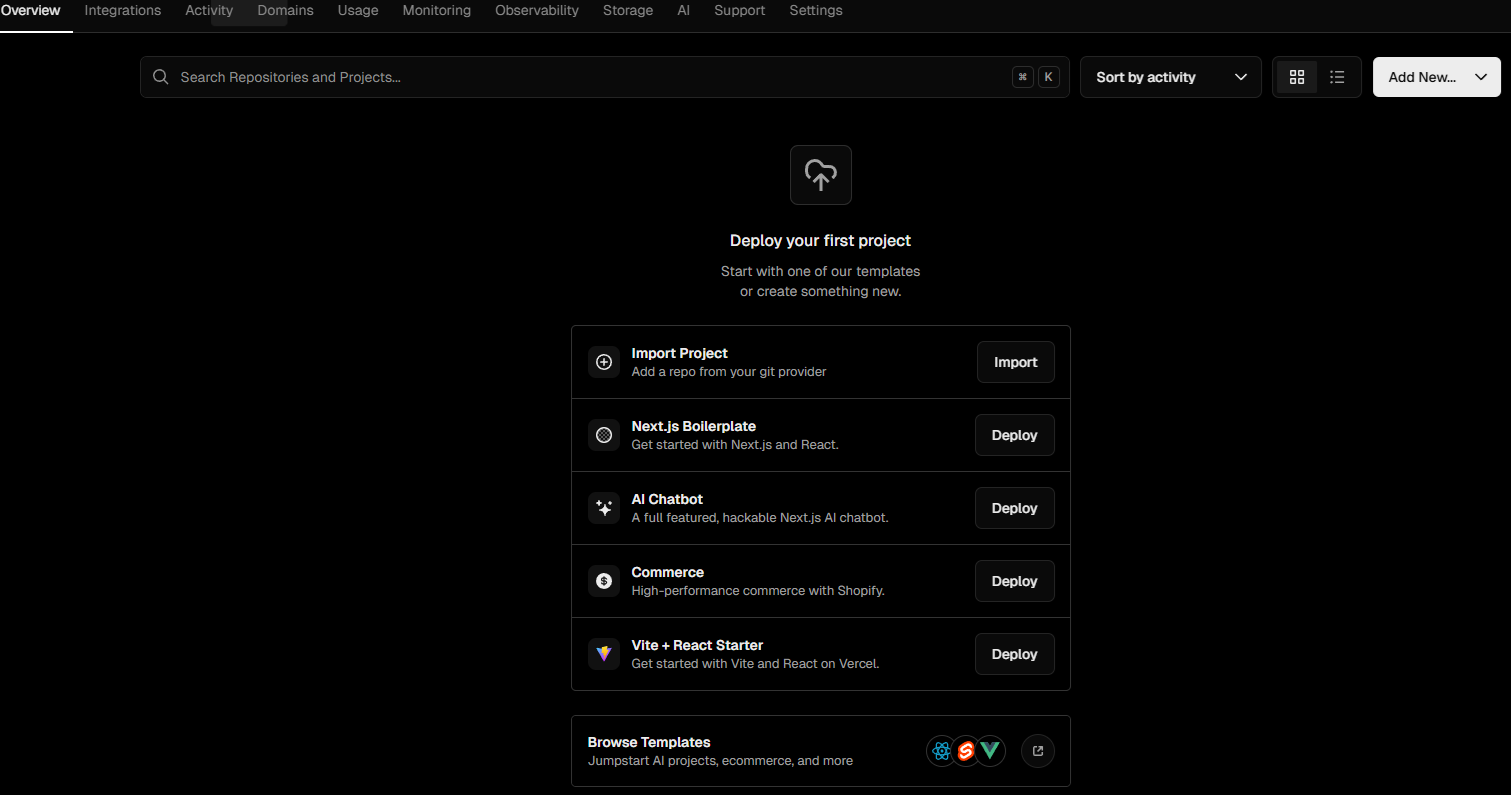 Overview Integrations Activity Domains Usage Monitoring Observability Storage AI Support Settings
Search Repositories and Projects... ⌘ K Sort by activity Add New...
Deploy your first project
Start with one of our templates
or create something new.
Import Project
Add a repo from your git provider
Import
Next.js Boilerplate
Get started with Next.js and React.
Deploy
AI Chatbot
A full featured, hackable Next.js AI chatbot.
Deploy
Commerce
High-performance commerce with Shopify.
Deploy
Vite + React Starter
Get started with Vite and React on Vercel.
Deploy
Browse Templates
Jumpstart AI projects, ecommerce, and more